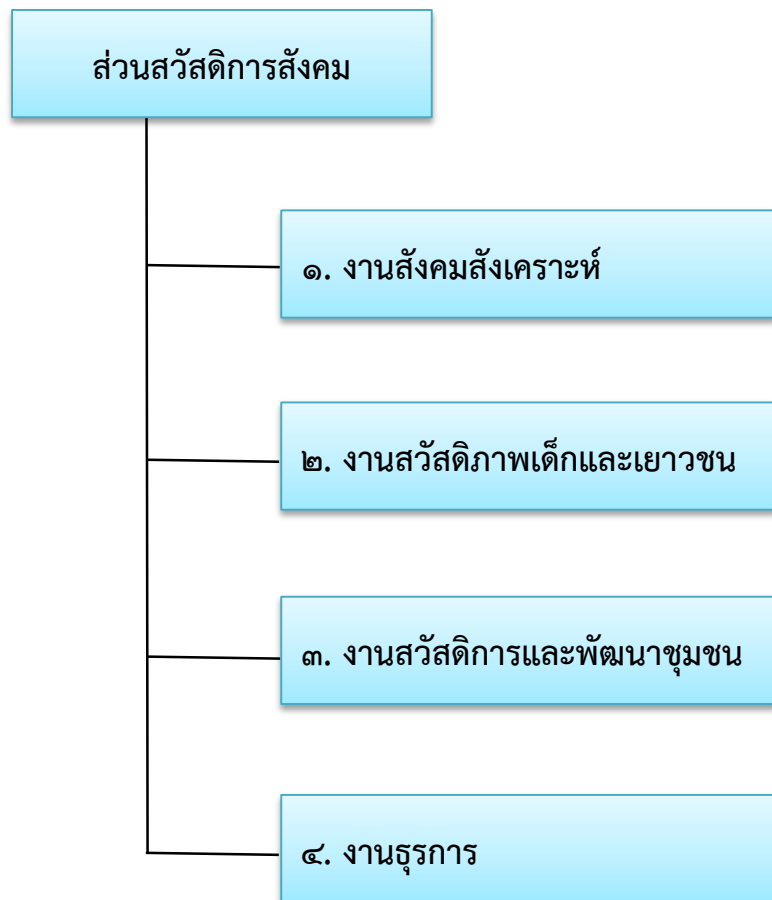 ส่วนสวัสดิการสังคม
๑. งานสังคมสังเคราะห์
๒. งานสวัสดิภาพเด็กและเยาวชน
๓. งานสวัสดิการและพัฒนาชุมชน
๔. งานธุรการ